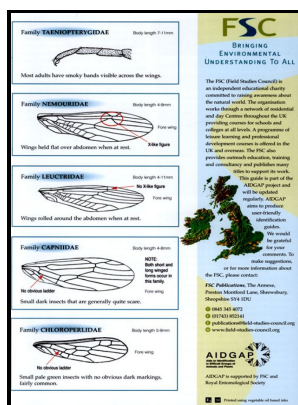 Family TAENIOPTERYGIDAE
Body length 7-11mm
Most adults have smoky bands visible across the wings.
Family NEMOURIDAE
Body length 4-9mm
Fore wing
X-like figure
Wings held flat over abdomen when at rest.
Family LEUCTRIDAE
Body length 4-11mm
No X-like figure
Fore wing
Wings rolled around the abdomen when at rest.
Family CAPNIIDAE
Body length 4-8mm
NOTE:
Both short and
long winged
forms occur in
this family.
No obvious ladder
Fore wing
Small dark insects that are generally quite scare.
Family CHLOROPERLIDAE
Body length 5-9mm
Fore wing
No obvious ladder
Small pale green insects with no obvious dark markings,
fairly common.
FSC
BRINGING
ENVIRONMENTAL
UNDERSTANDING TO ALL
The FSC (Field Studies Council) is
an independent educational charity
committed to raising awareness about
the natural world. The organisation
works through a network of residential
and day Centres throughout the UK
providing courses for schools and
colleges at all levels. A programme of
leisure learning and professional
development courses is offered in the
UK and overseas. The FSC also
provides outreach education, training
and consultancy and publishes many
titles to support its work.
This guide is part of the
AIDGAP project and
will be updated
regularly. AIDGAP
aims to produce
user-friendly
identification
guides.
We would
be grateful
for your
comments. To
make suggestions,
or for more information about
the FSC, please contact:
FSC Publications, The Annexe,
Preston Montford Lane, Shrewsbury,
Shropshire SY4 1DU
0845 345 4072
(01743) 852141
publications@field-studies-council.org
www.field-studies-council.org
AIDGAP
AIDGAP is supported by FSC and
Royal Entomological Society
Printed using vegetable oil based inks